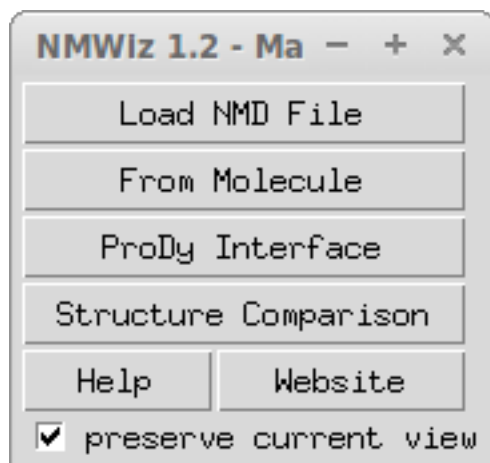 NMWiz 1.2 - Ma
Load NMD File
From Molecule
ProDy Interface
Structure Comparison
Help Website
preserve current view